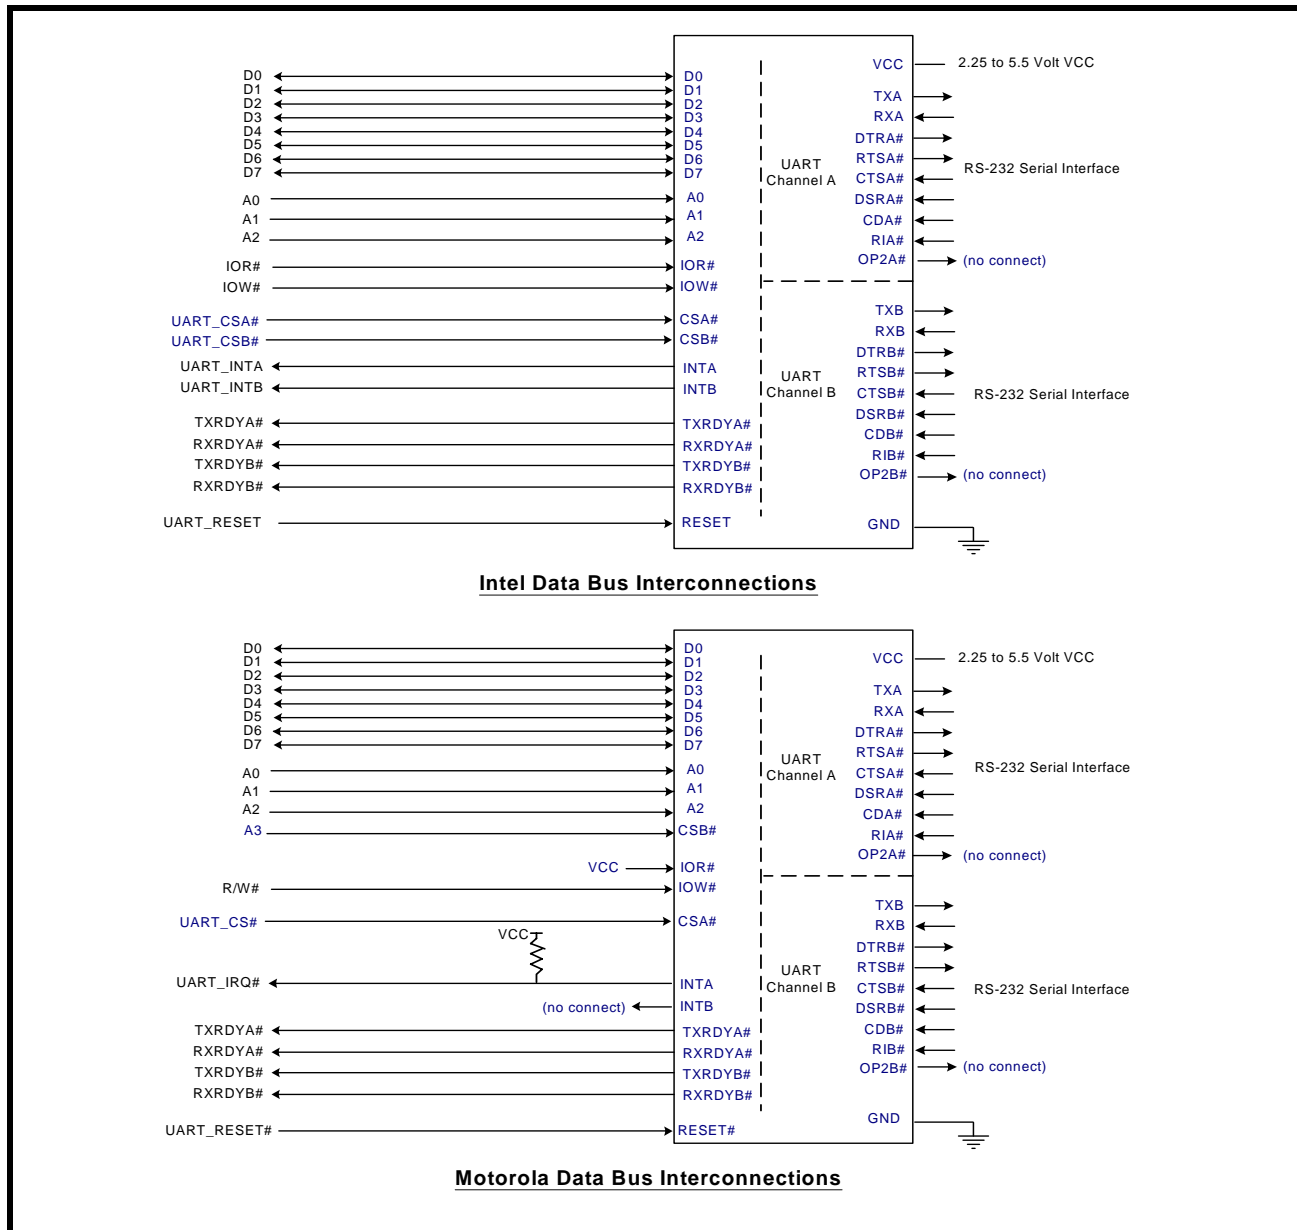 D0 D0 VCC 2.25 to 5.5 Volt VCC
D1 D1
D2 D2 TXA
D3 D3 RXA
D4 D4 DTRA#
D5 D5 RTSA#
D6 D6 UART CTSA# RS-232 Serial Interface
D7 D7 Channel A DSRA#
A0 A0 CDA#
A1 A1 RIA#
A2 A2 OP2A# (no connect)
IOR# IOR#
IOW# IOW#
UART_CSA# CSA# TXB
UART_CSB# CSB# RXB
UART_INTA INTA DTRB#
UART_INTB INTB UART RTSB#
Channel B CTSB# RS-232 Serial Interface
TXRDYA# TXRDYA# DSRB#
RXRDYA# RXRDYA# CDB#
TXRDYB# TXRDYB# RIB#
RXRDYB# RXRDYB# OP2B# (no connect)
UART_RESET RESET GND
Intel Data Bus Interconnections
D0 D0 VCC 2.25 to 5.5 Volt VCC
D1 D1
D2 D2 TXA
D3 D3 RXA
D4 D4 DTRA#
D5 D5 RTSA#
D6 D6 UART CTSA# RS-232 Serial Interface
D7 D7 Channel A DSRA#
A0 A0 CDA#
A1 A1 RIA#
A2 A2 OP2A# (no connect)
A3 CSB#
VCC IOR#
R/W# IOW# TXB
UART_CS# CSA# RXB
VCC DTRB#
UART_IRQ# INTA UART RTSB#
(no connect) INTB Channel B CTSB# RS-232 Serial Interface
TXRDYA# TXRDYA# DSRB#
RXRDYA# RXRDYA# CDB#
TXRDYB# TXRDYB# RIB#
RXRDYB# RXRDYB# OP2B# (no connect)
UART_RESET# RESET# GND
Motorola Data Bus Interconnections